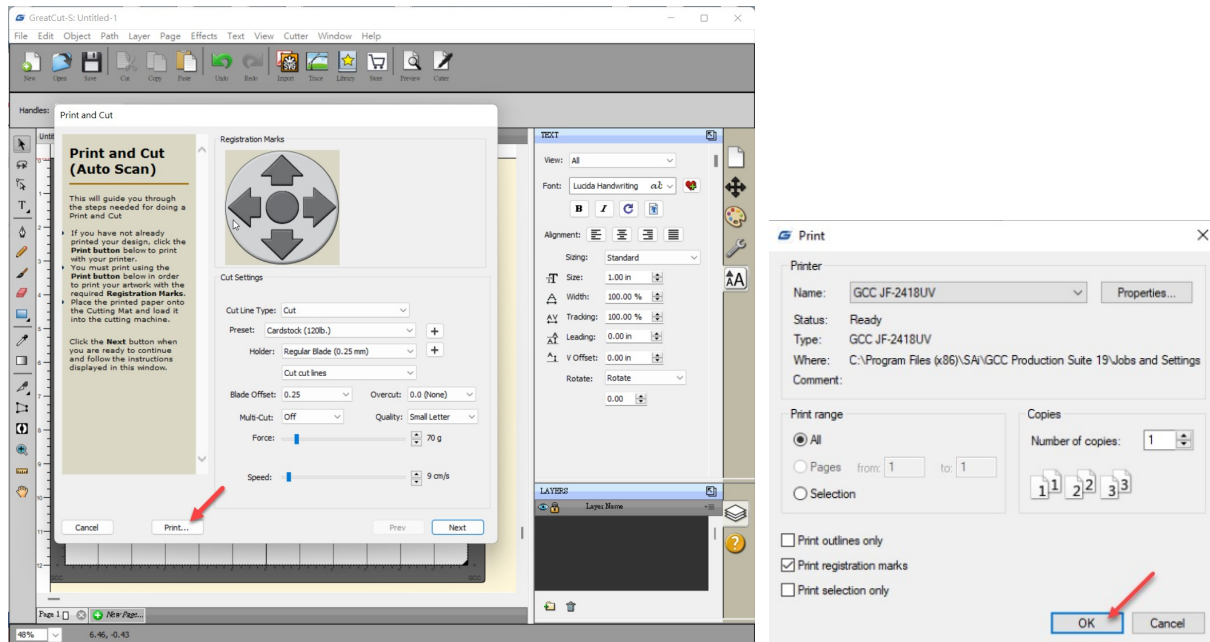 GreatCut-S: Untitled-1
File Edit Object Path Layer Page Effects Text View Cutter Window Help
New Open Save Cut Copy Paste Undo Redo Import Trace Library Store Preview Cutter
Handles:
Print and Cut
Print and Cut
(Auto Scan)
This will guide you through
the steps needed for doing a
Print and Cut
If you have not already
printed your design, click the
Print button below to print
with your printer.
You must print using the
Print button below in order
to print your artwork with the
required Registration Marks.
Place the printed paper onto
the Cutting Mat and load it
into the cutting machine.
Click the Next button when
you are ready to continue
and follow the instructions
displayed in this window.
Registration Marks
Cut Settings
Cut Line Type: Cut
Preset: Cardstock (120lb.)
Holder: Regular Blade (0.25 mm)
Cut cut lines
Blade Offset: 0.25 Overcut: 0.0 (None)
Multi-Cut: Off Quality: Small Letter
Force: 70 g
Speed: 9 cm/s
Cancel Print... Prev Next
TEXT
View: All
Font: Lucida Handwriting
B I
Alignment:
Sizing: Standard
Size: 1.00 in
Width: 100.00 %
Tracking: 100.00 %
Leading: 0.00 in
V Offset: 0.00 in
Rotate: Rotate
0.00
LAYERS
Layer Name
GCC GCC
Page 1 New Page...
48% 6.46, -0.43
Print
Printer
Name: GCC JF-2418UV Properties...
Status: Ready
Type: GCC JF-2418UV
Where: C:\Program Files (x86)\SAi\GCC Production Suite 19\Jobs and Settings
Comment:
Print range
All
Pages from: 1 to: 1
Selection
Copies
Number of copies: 1
1 1 2 2 3 3
Print outlines only
Print registration marks
Print selection only
OK Cancel